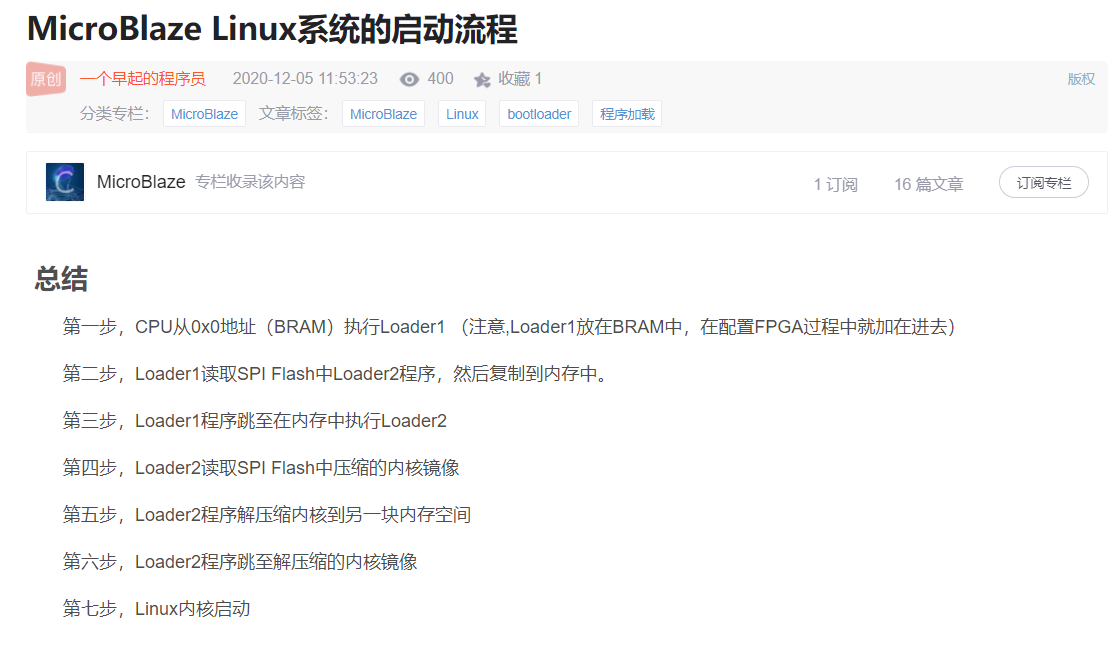 MicroBlaze Linux系统的启动流程
原创 一个早起的程序员 2020-12-05 11:53:23 400 收藏 1 版权
分类专栏： MicroBlaze 文章标签： MicroBlaze Linux bootloader 程序加载
MicroBlaze 专栏收录该内容 1 订阅 16 篇文章 订阅专栏
总结
第一步，CPU从0x0地址（BRAM）执行Loader1 （注意,Loader1放在BRAM中，在配置FPGA过程中就加在进去）
第二步，Loader1读取SPI Flash中Loader2程序，然后复制到内存中。
第三步，Loader1程序跳至在内存中执行Loader2
第四步，Loader2读取SPI Flash中压缩的内核镜像
第五步，Loader2程序解压缩内核到另一块内存空间
第六步，Loader2程序跳至解压缩的内核镜像
第七步，Linux内核启动